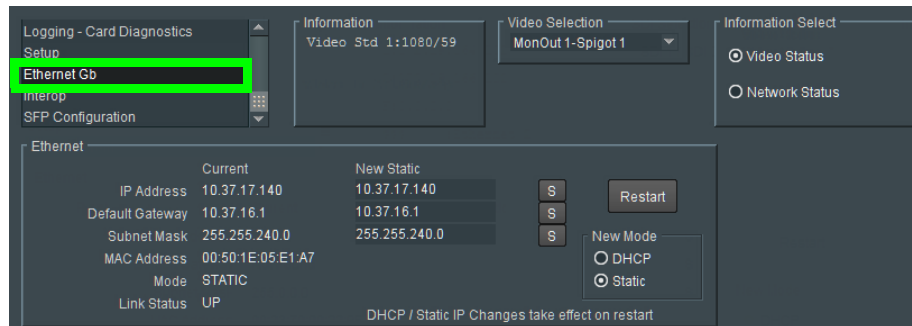 Logging - Card Diagnostics
Setup
Ethernet Gb
Interop
SFP Configuration
Information
Video Std 1:1080/59
Video Selection
MonOut 1-Spigot 1
Information Select
Video Status
Network Status
Ethernet
Current New Static
IP Address 10.37.17.140 10.37.17.140 S
Default Gateway 10.37.16.1 10.37.16.1 S
Subnet Mask 255.255.240.0 255.255.240.0 S
MAC Address 00:50:1E:05:E1:A7
Mode STATIC
Link Status UP
Restart
New Mode
DHCP
Static
DHCP / Static IP Changes take effect on restart